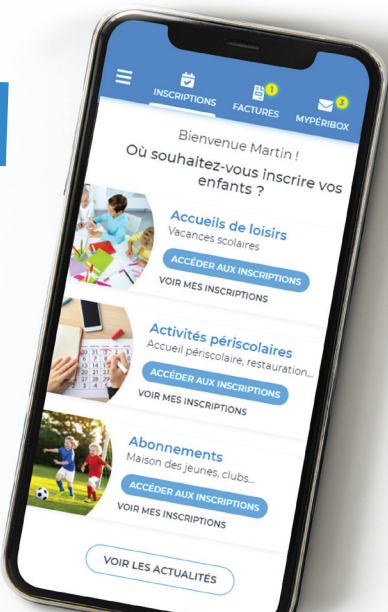 INSCRIPTIONS
FACTURES
1
MYPÉRIBOX
3
Bienvenue Martin !
Où souhaitez-vous inscrire vos
enfants ?
Accueils de loisirs
Vacances scolaires
ACCÉDER AUX INSCRIPTIONS
VOIR MES INSCRIPTIONS
Activités périscolaires
Accueil périscolaire, restauration...
ACCÉDER AUX INSCRIPTIONS
VOIR MES INSCRIPTIONS
Abonnements
Maison des jeunes, clubs...
ACCÉDER AUX INSCRIPTIONS
VOIR MES INSCRIPTIONS
VOIR LES ACTUALITÉS